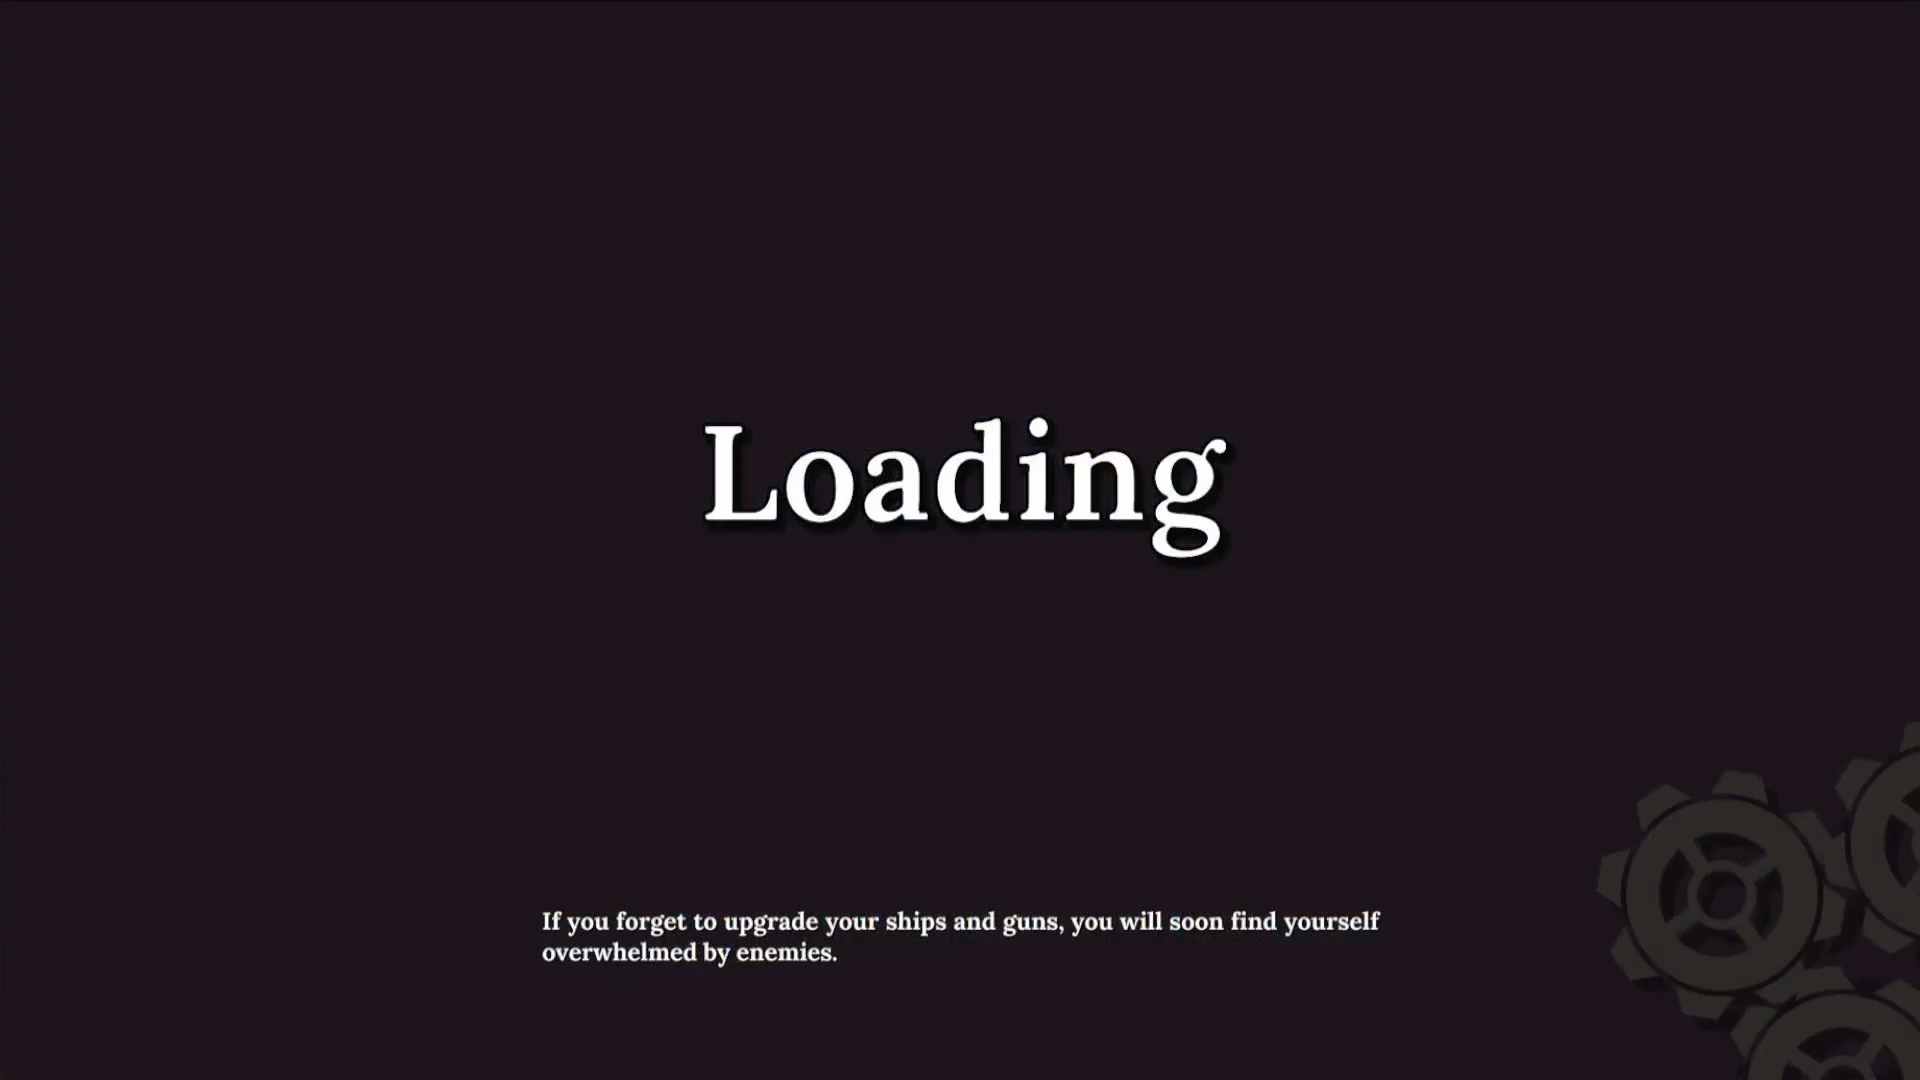 Loading
If you forget to upgrade your ships and guns, you will soon find yourself
overwhelmed by enemies.